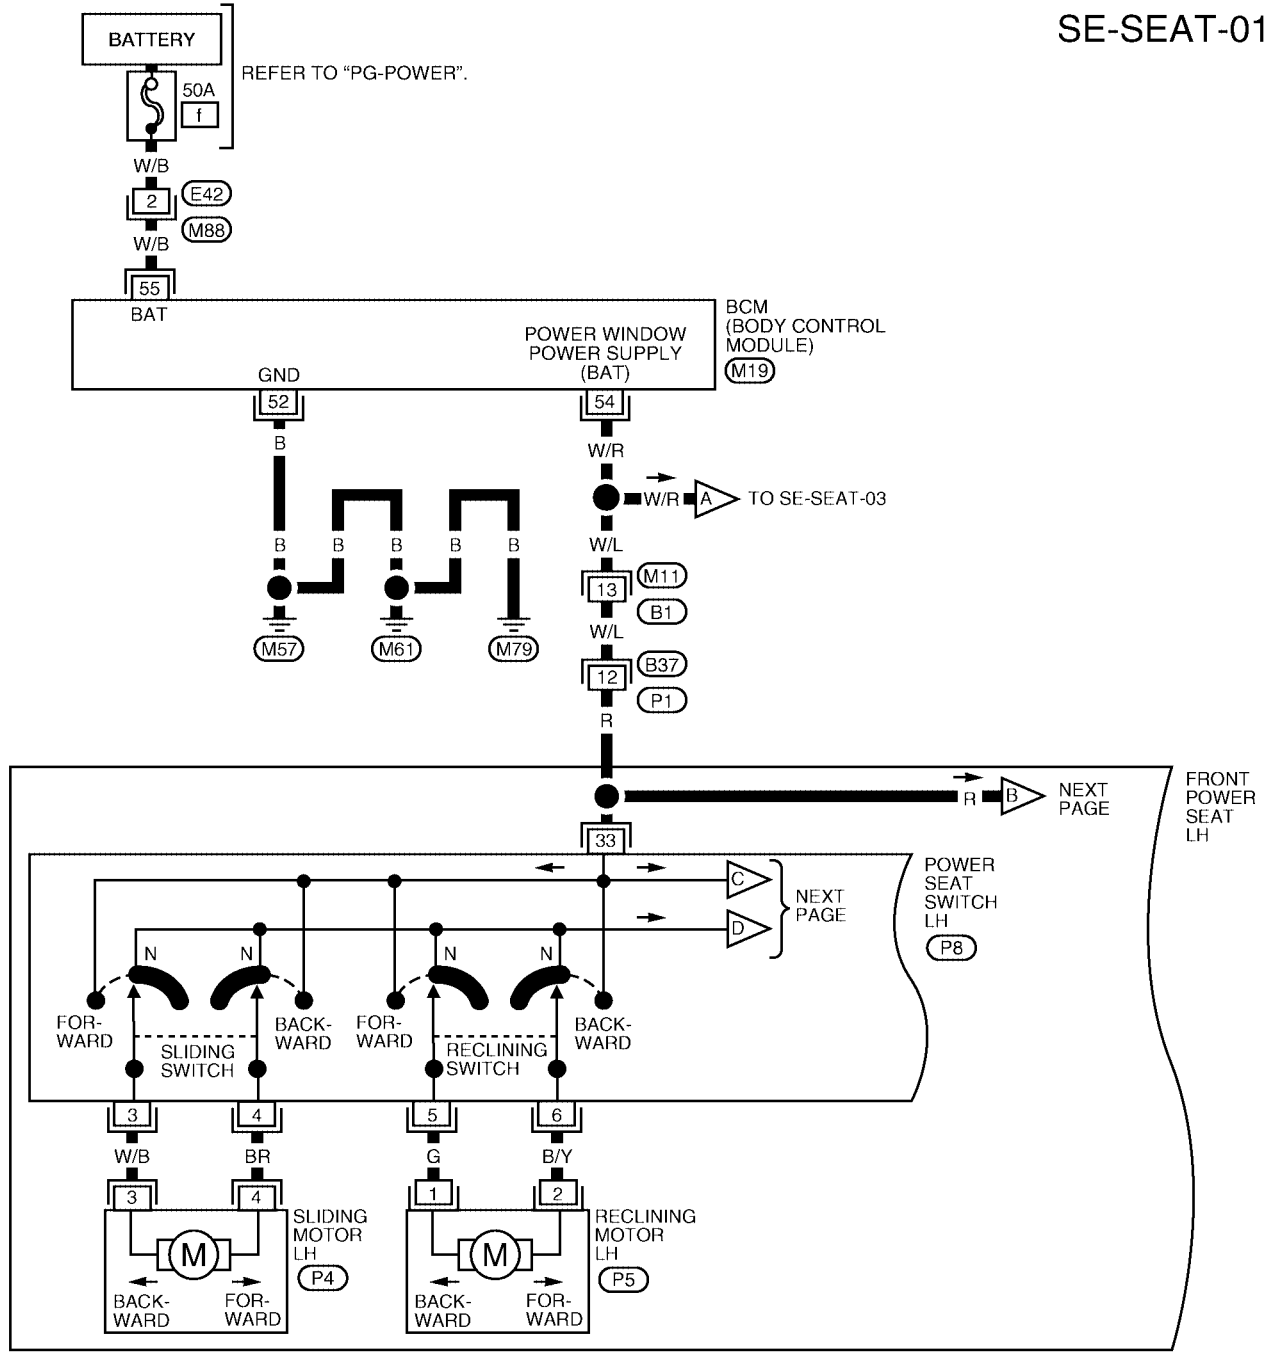 SE-SEAT-01
BATTERY
REFER TO “PG-POWER”.
50A
f
W/B
2
E42
M88
W/B
55
BAT
BCM
(BODY CONTROL
MODULE)
M19
POWER WINDOW
POWER SUPPLY
(BAT)
GND
52
54
B
W/R
W/R
A
TO SE-SEAT-03
B
B
B
B
B
W/L
13
M11
B1
M57
M61
M79
W/L
12
B37
P1
R
FRONT
POWER
SEAT
LH
R
B
NEXT
PAGE
33
C
D
NEXT
PAGE
POWER
SEAT
SWITCH
LH
P8
N
N
N
N
FOR-
WARD
BACK-
WARD
FOR-
WARD
BACK-
WARD
SLIDING
SWITCH
RECLINING
SWITCH
3
4
5
6
W/B
BR
G
B/Y
3
4
1
2
SLIDING
MOTOR
LH
P4
RECLINING
MOTOR
LH
P5
M
M
BACK-
WARD
FOR-
WARD
BACK-
WARD
FOR-
WARD